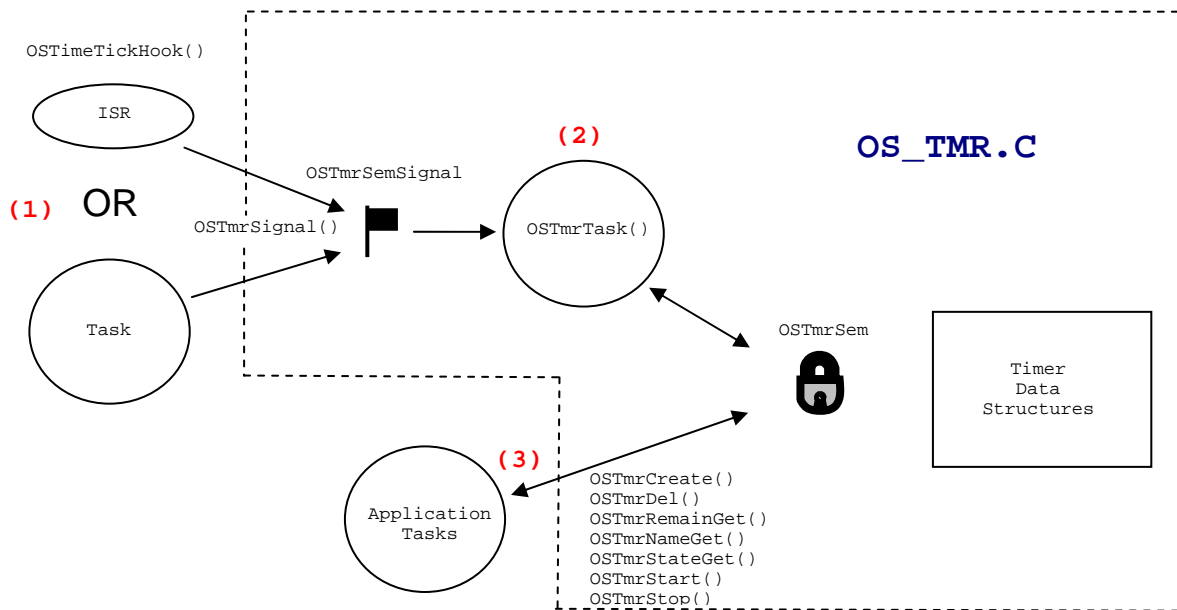 OSTimeTickHook()
ISR
(1)
OR
OSTmrSignal()
Task
OSTmrSemSignal
(2)
OSTmrTask()
OS_TMR.C
OSTmrSem
Timer
Data
Structures
(3)
Application
Tasks
OSTmrCreate()
OSTmrDel()
OSTmrRemainGet()
OSTmrNameGet()
OSTmrStateGet()
OSTmrStart()
OSTmrStop()